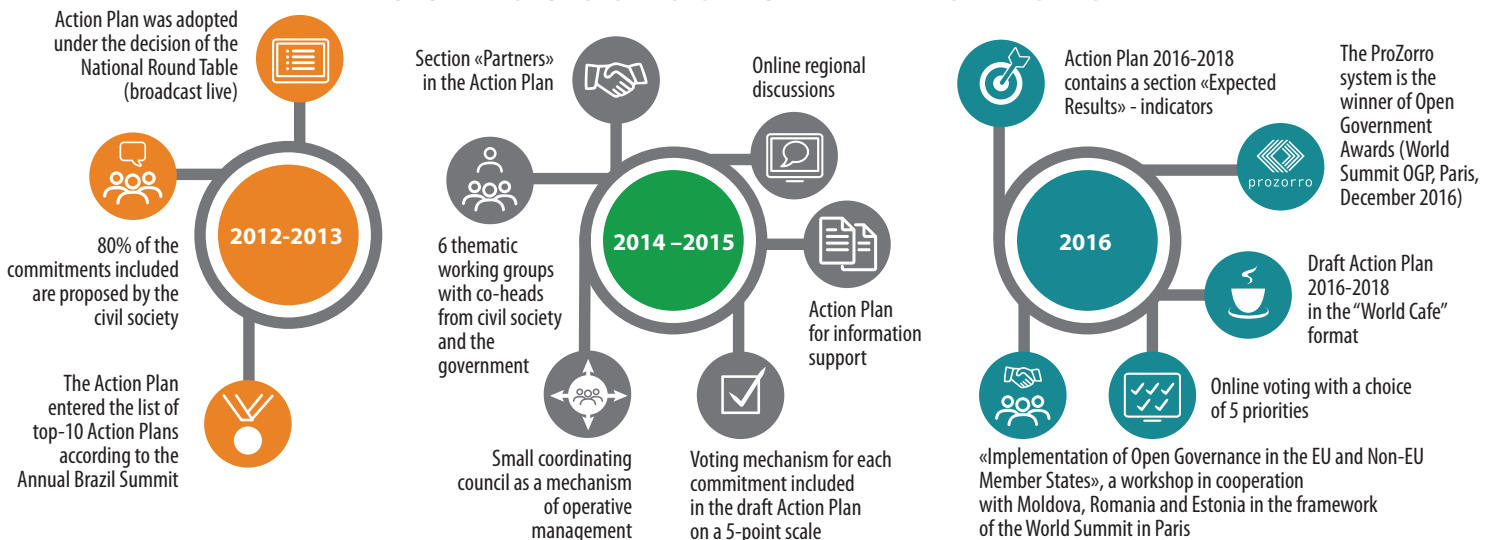 Action Plan was adopted
under the decision of the
National Round Table
(broadcast live)
80% of the
commitments included
are proposed by the
civil society
2012-2013
The Action Plan
entered the list of
top-10 Action Plans
according to the
Annual Brazil Summit
Section «Partners»
in the Action Plan
Online regional
discussions
6 thematic
working groups
with co-heads
from civil society
and the
government
2014 –2015
Action Plan
for information
support
Small coordinating
council as a mechanism
of operative
management
Voting mechanism for each
commitment included
in the draft Action Plan
on a 5-point scale
Action Plan 2016-2018
contains a section «Expected
Results» - indicators
The ProZorro
system is the
winner of Open
Government
Awards (World
Summit OGP, Paris,
December 2016)
prozorro
2016
Draft Action Plan
2016-2018
in the “World Cafe”
format
Online voting with a choice
of 5 priorities
«Implementation of Open Governance in the EU and Non-EU
Member States», a workshop in cooperation
with Moldova, Romania and Estonia in the framework
of the World Summit in Paris